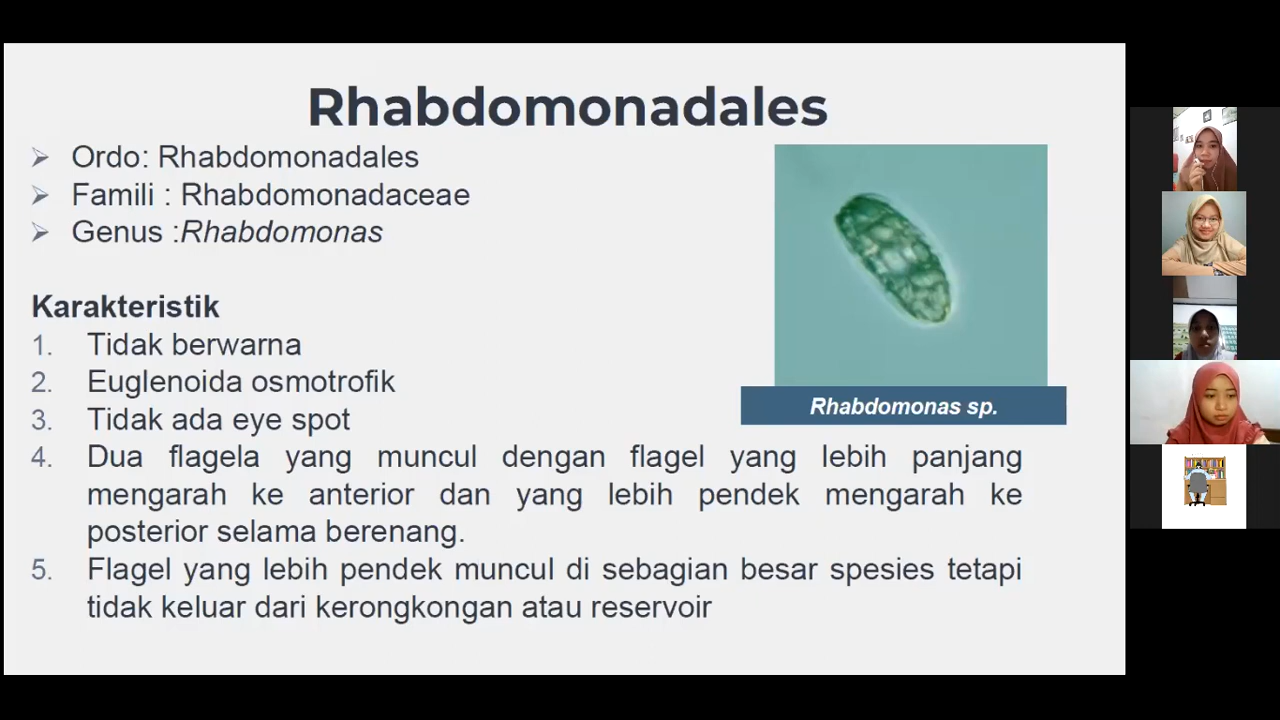 Rhabdomonadales
Ordo: Rhabdomonadales
Famili : Rhabdomonadaceae
Genus :Rhabdomonas
Karakteristik
1. Tidak berwarna
2. Euglenoida osmotrofik
3. Tidak ada eye spot
4. Dua flagela yang muncul dengan flagel yang lebih panjang
mengarah ke anterior dan yang lebih pendek mengarah ke
posterior selama berenang.
5. Flagel yang lebih pendek muncul di sebagian besar spesies tetapi
tidak keluar dari kerongkongan atau reservoir
Rhabdomonas sp.